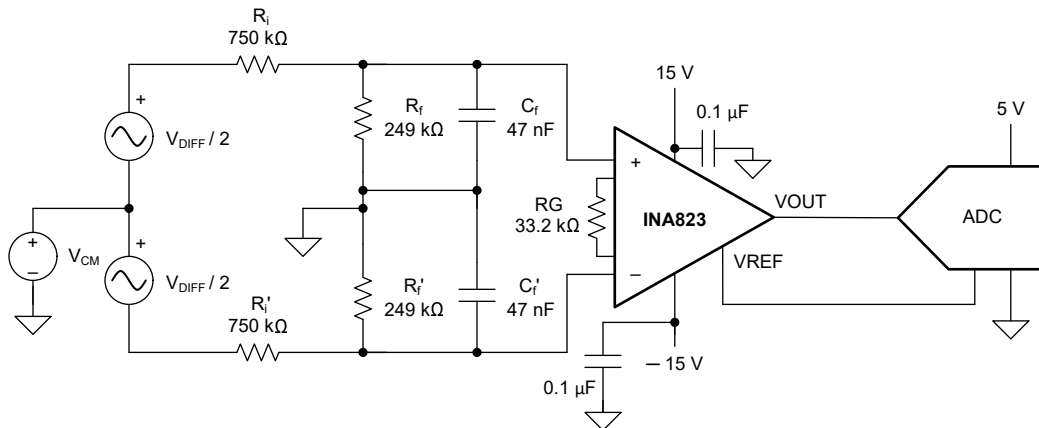 Ri
750 kΩ
15 V
0.1 µF
5 V
+
VDIFF / 2
Rf
249 kΩ
Cf
47 nF
+
RG
33.2 kΩ
INA823
VOUT
ADC
+
–
VCM
+
VDIFF / 2
Rf'
249 kΩ
Cf'
47 nF
–
VREF
Ri'
750 kΩ
0.1 µF
– 15 V